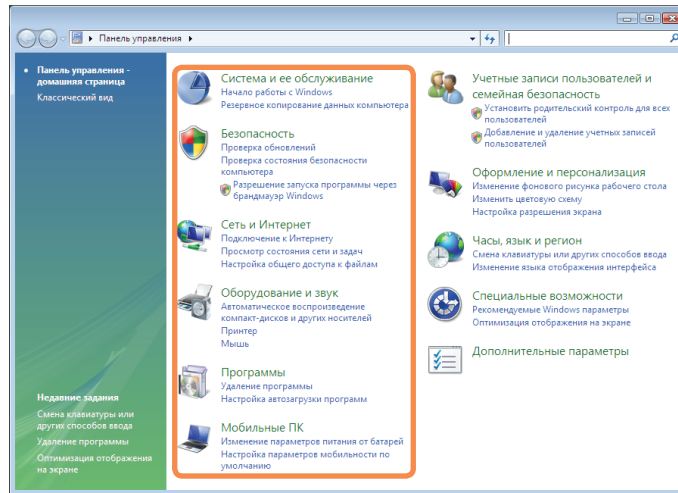 Панель управления
Панель управления -
домашняя страница
Классический вид
Недавние задания
Смена клавиатуры или
других способов ввода
Удаление программы
Оптимизация отображения
на экране
Система и ее обслуживание
Начало работы с Windows
Резервное копирование данных компьютера
Безопасность
Проверка обновлений
Проверка состояния безопасности
компьютера
Разрешение запуска программы через
брандмауэр Windows
Сеть и Интернет
Подключение к Интернету
Просмотр состояния сети и задач
Настройка общего доступа к файлам
Оборудование и звук
Автоматическое воспроизведение
компакт-дисков и других носителей
Принтер
Мышь
Программы
Удаление программы
Настройка автозагрузки программ
Мобильные ПК
Изменение параметров питания от батарей
Настройка параметров мобильности по
умолчанию
Учетные записи пользователей и
семейная безопасность
Установить родительский контроль для всех
пользователей
Добавление и удаление учетных записей
пользователей
Оформление и персонализация
Изменение фонового рисунка рабочего стола
Изменить цветовую схему
Настройка разрешения экрана
Часы, язык и регион
Смена клавиатуры или других способов ввода
Изменение языка отображения интерфейса
Специальные возможности
Рекомендуемые Windows параметры
Оптимизация отображения на экране
Дополнительные параметры